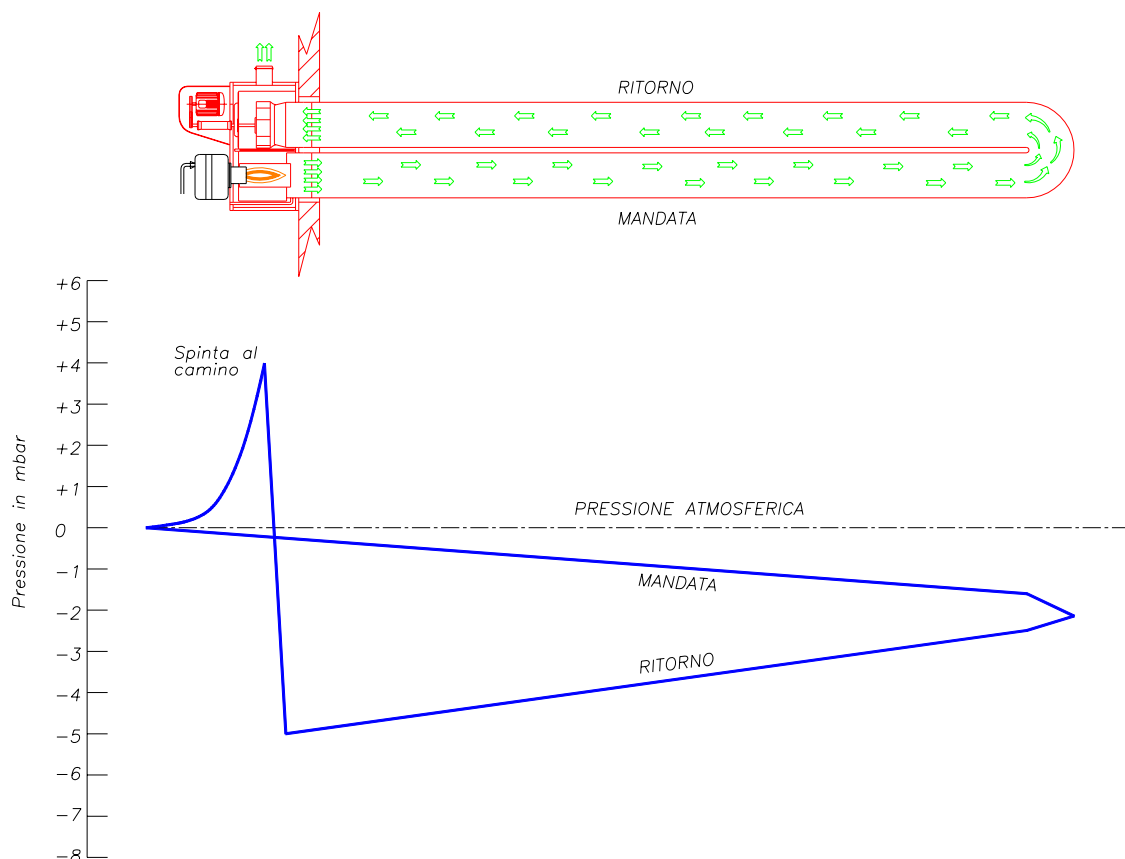 RITORNO
MANDATA
+6
+5
Spinta al
camino
+4
+3
+2
+1
PRESSIONE ATMOSFERICA
0
Pressione in mbar
-1
MANDATA
-2
-3
RITORNO
-4
-5
-6
-7
-8